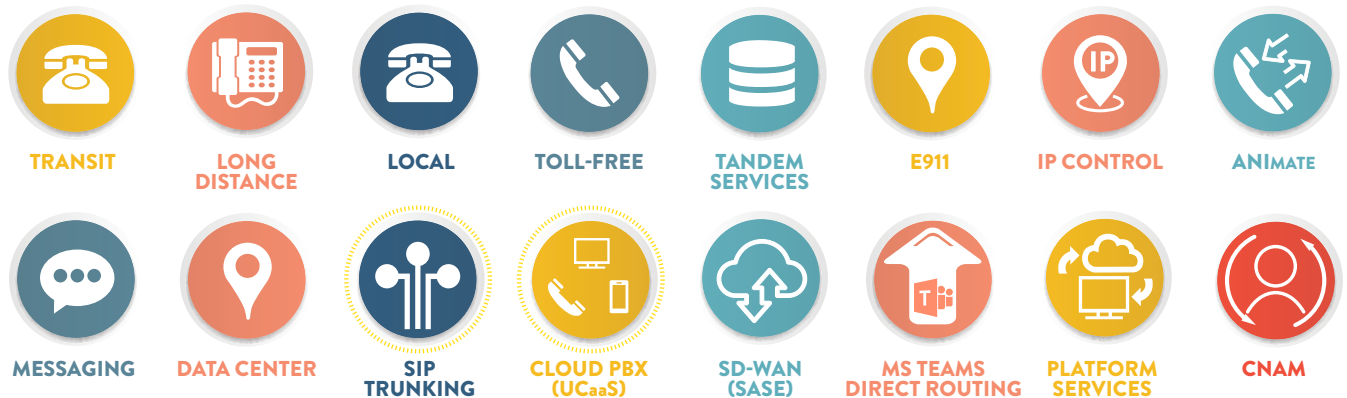 IP
TRANSIT
LONG
DISTANCE
LOCAL
TOLL-FREE
TANDEM
SERVICES
E911
IP CONTROL
ANIMATE
T
MESSAGING
DATA CENTER
SIP
TRUNKING
CLOUD PBX
(UCaaS)
SD-WAN
(SASE)
MS TEAMS
DIRECT ROUTING
PLATFORM
SERVICES
CNAM